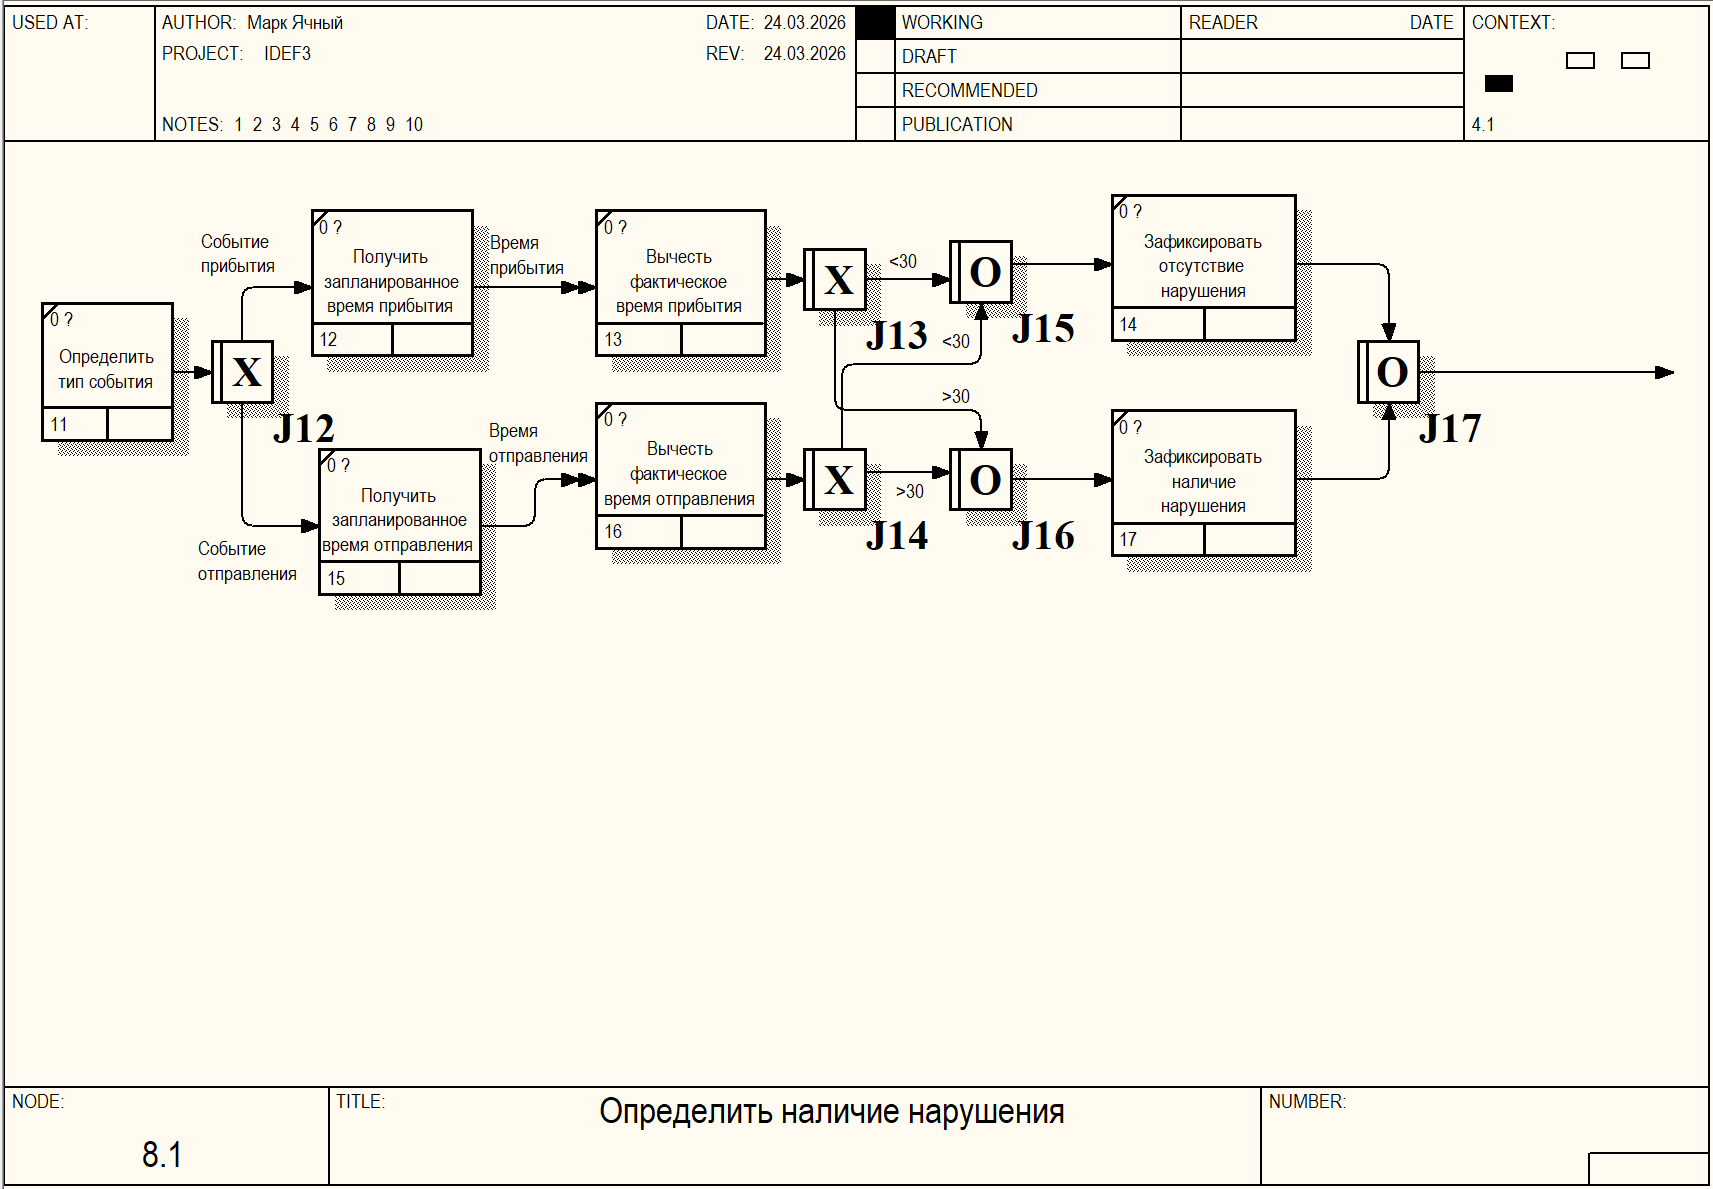 USED AT:
AUTHOR: Марк Ячный
DATE: 24.03.2026
PROJECT: IDEF3
REV: 24.03.2026
NOTES: 1 2 3 4 5 6 7 8 9 10
WORKING
DRAFT
RECOMMENDED
PUBLICATION
READER DATE
CONTEXT:
4.1
0 ?
Определить
тип события
11
X
J12
Событие
прибытия
Событие
отправления
0 ?
Получить
запланированное
время прибытия
12
Время
прибытия
0 ?
Вычесть
фактическое
время прибытия
13
X
J13
<30
<30
O
J15
0 ?
Зафиксировать
отсутствие
нарушения
14
0 ?
Получить
запланированное
время отправления
15
Время
отправления
0 ?
Вычесть
фактическое
время отправления
16
X
J14
>30
>30
O
J16
0 ?
Зафиксировать
наличие
нарушения
17
O
J17
NODE:
8.1
TITLE:
Определить наличие нарушения
NUMBER: